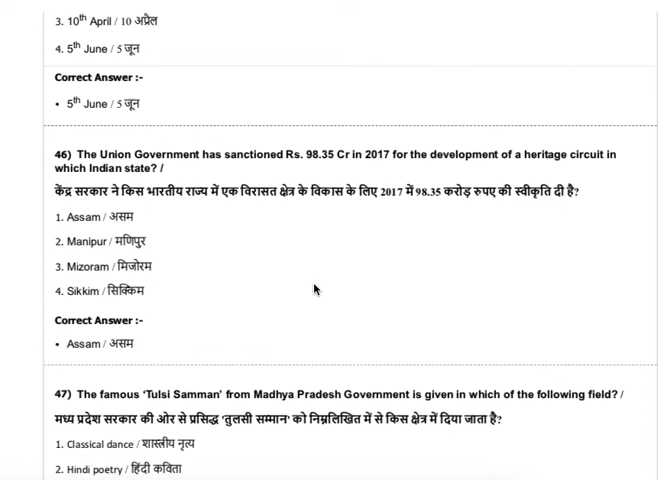 3. 10th April / 10 अप्रैल
4. 5th June / 5 जून
Correct Answer :-
• 5th June / 5 जून
46) The Union Government has sanctioned Rs. 98.35 Cr in 2017 for the development of a heritage circuit in
which Indian state? /
केंद्र सरकार ने किस भारतीय राज्य में एक विरासत क्षेत्र के विकास के लिए 2017 में 98.35 करोड़ रुपए की स्वीकृति दी है?
1. Assam / असम
2. Manipur / मणिपुर
3. Mizoram / मिजोरम
4. Sikkim / सिक्किम
Correct Answer :-
• Assam / असम
47) The famous ‘Tulsi Samman’ from Madhya Pradesh Government is given in which of the following field? /
मध्य प्रदेश सरकार की ओर से प्रसिद्ध 'तुलसी सम्मान' को निम्नलिखित में से किस क्षेत्र में दिया जाता है?
1. Classical dance / शास्त्रीय नृत्य
2. Hindi poetry / हिंदी कविता